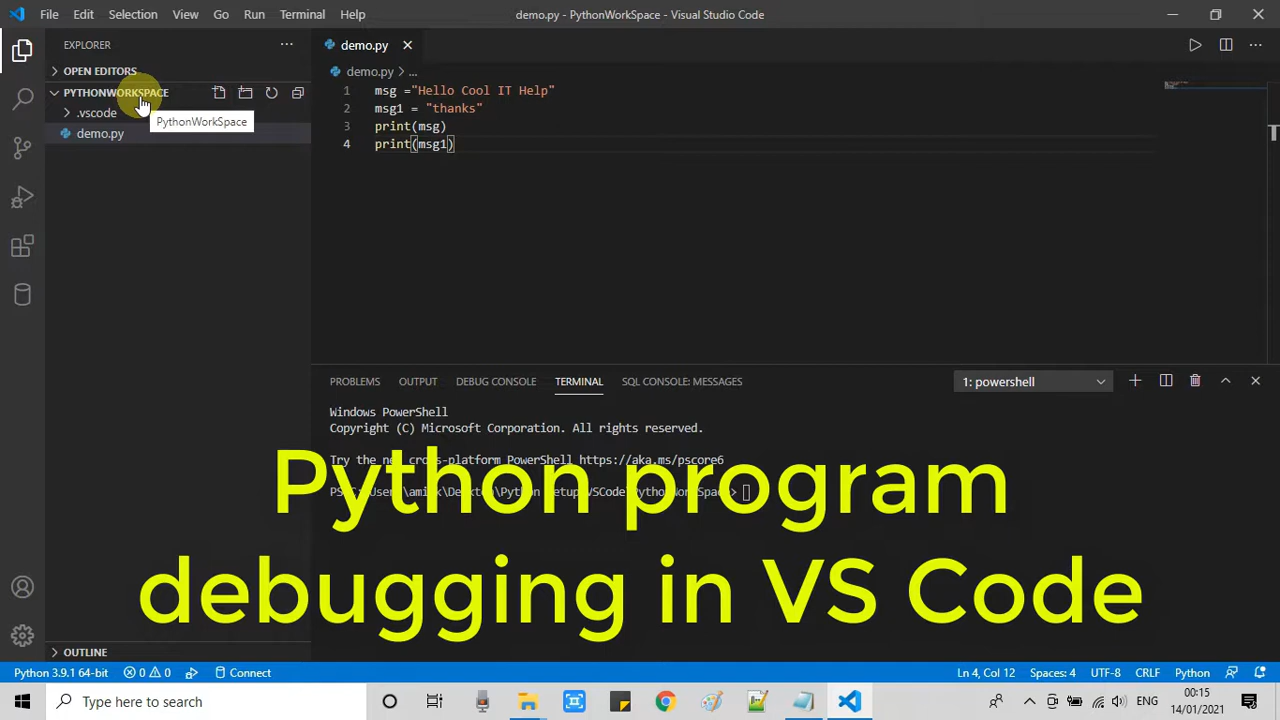 File Edit Selection View Go Run Terminal Help
demo.py - PythonWorkSpace - Visual Studio Code
EXPLORER
OPEN EDITORS
PYTHONWORKSPACE
.vscode
PythonWorkSpace
demo.py
demo.py
demo.py > ...
1 msg ="Hello Cool IT Help"
2 msg1 = "thanks"
3 print(msg)
4 print(msg1)
PROBLEMS OUTPUT DEBUG CONSOLE TERMINAL SQL CONSOLE: MESSAGES
1: powershell
Windows PowerShell
Copyright (C) Microsoft Corporation. All rights reserved.
Try the new cross-platform PowerShell https://aka.ms/pscore6
Python program
debugging in VS Code
OUTLINE
Python 3.9.1 64-bit 0 0 Connect
Ln 4, Col 12 Spaces: 4 UTF-8 CRLF Python
Type here to search
ENG
00:15
14/01/2021